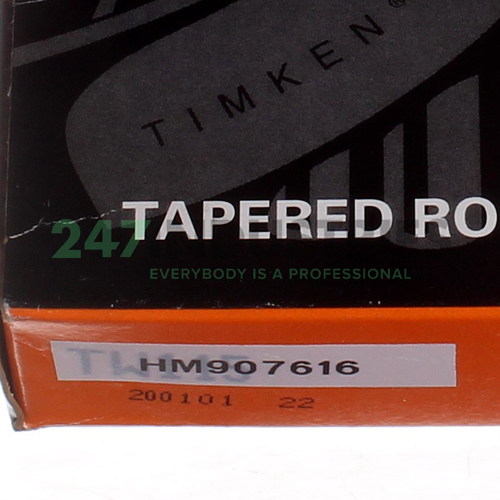 TIMKEN®
TAPERED RO
247
EVERYBODY IS A PROFESSIONAL
HM907616
200101 22